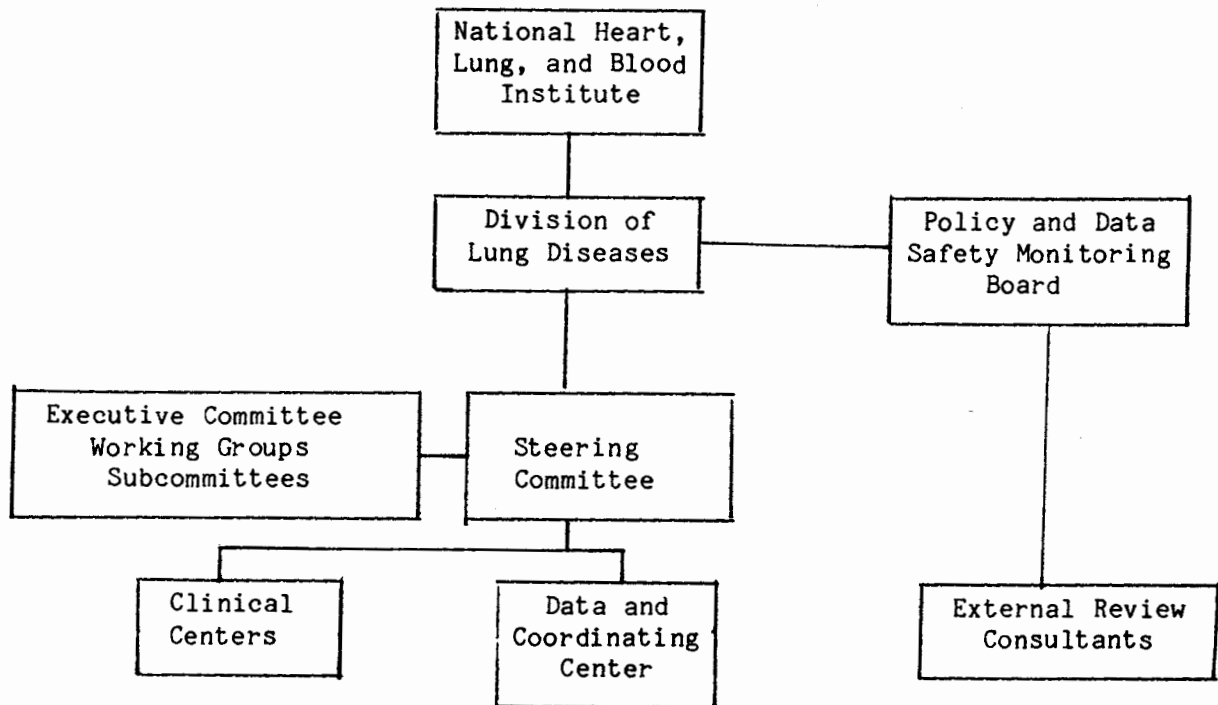 National Heart,
Lung, and Blood
Institute
Division of
Lung Diseases
Policy and Data
Safety Monitoring
Board
Executive Committee
Working Groups
Subcommittees
Steering
Committee
Clinical
Centers
Data and
Coordinating
Center
External Review
Consultants